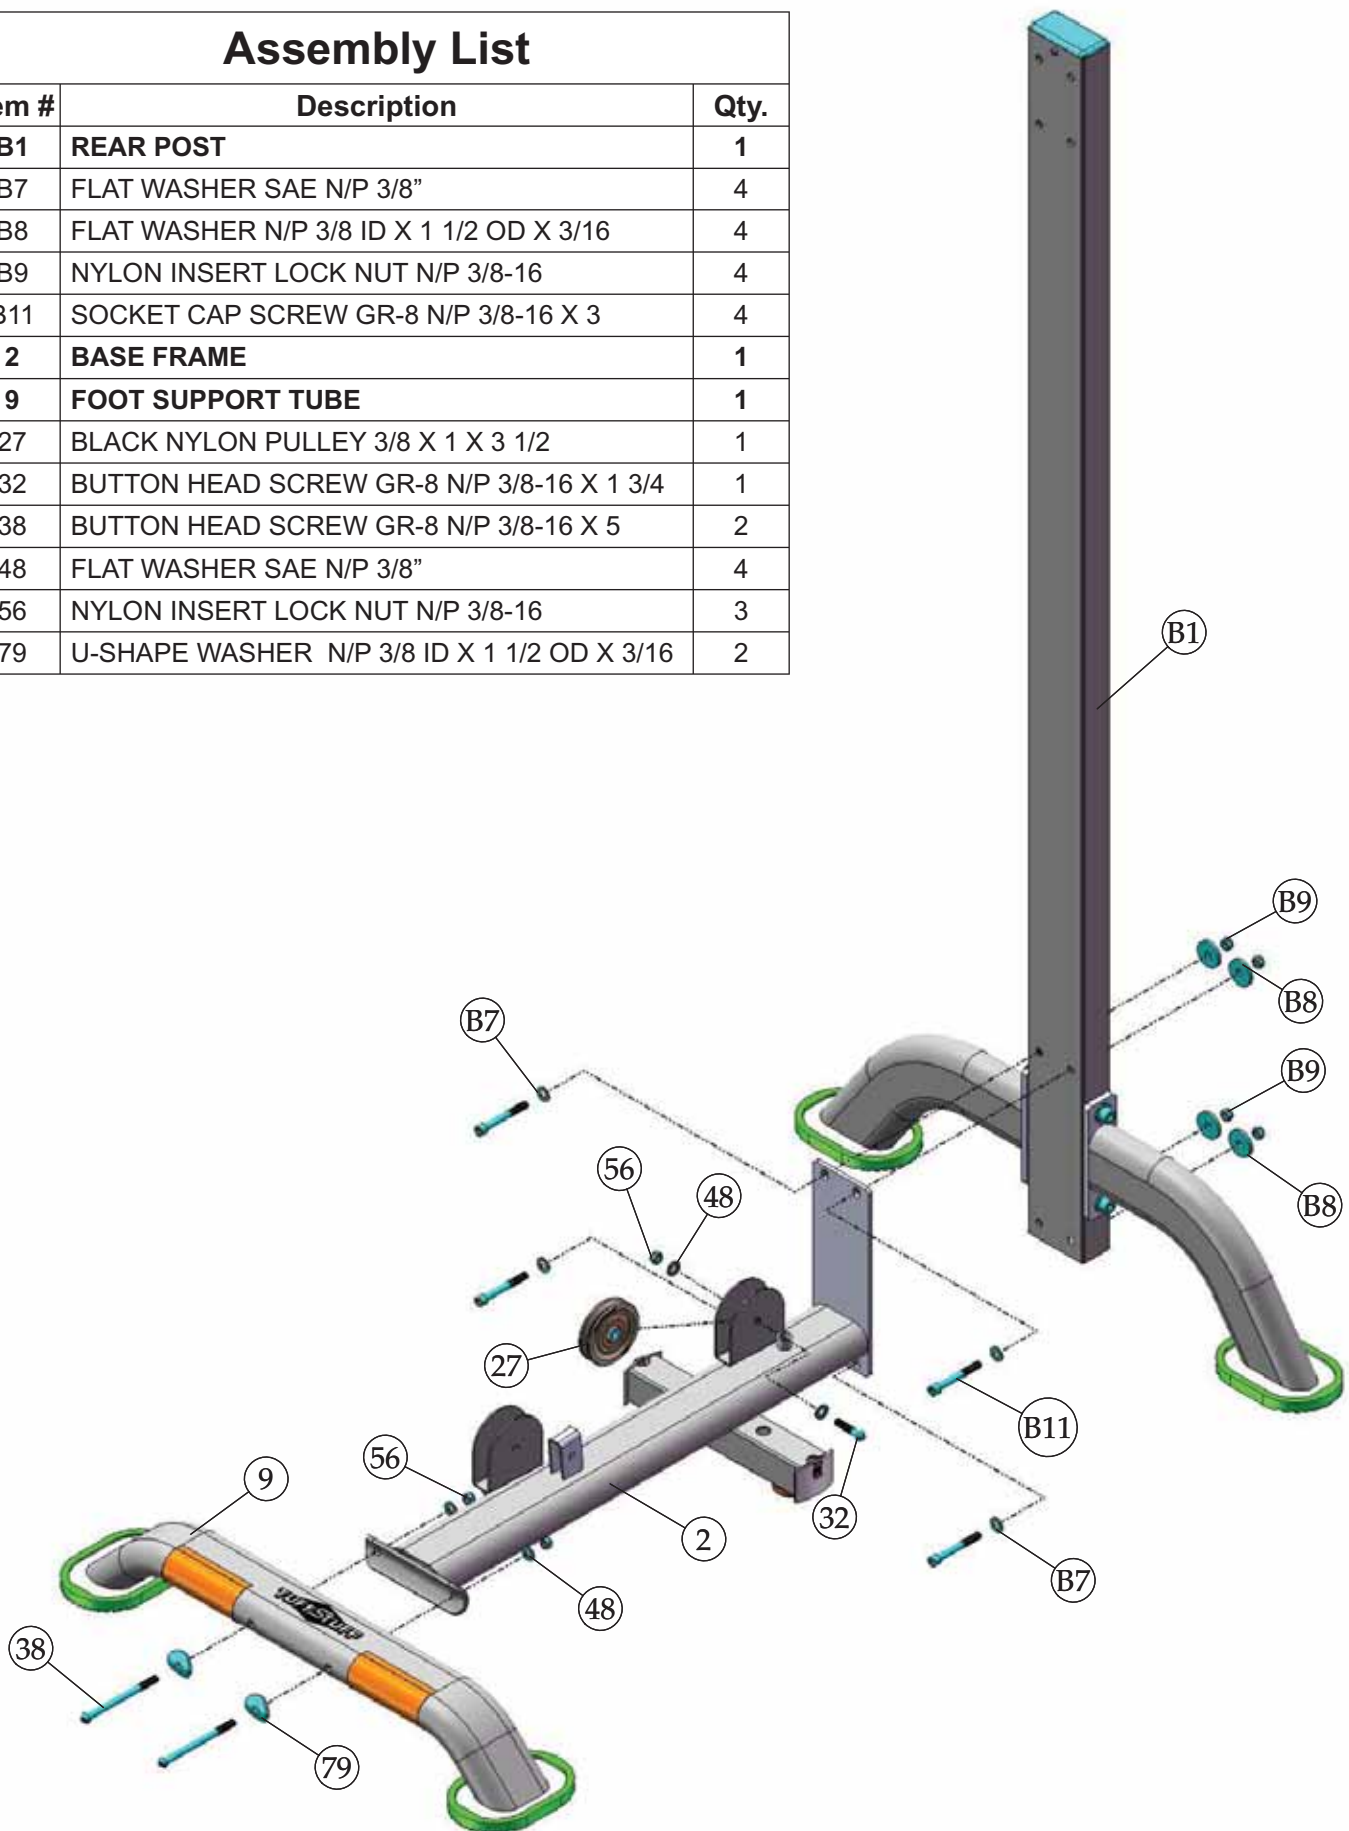 Assembly List
em # Description Qty.
B1 REAR POST 1
B7 FLAT WASHER SAE N/P 3/8” 4
B8 FLAT WASHER N/P 3/8 ID X 1 1/2 OD X 3/16 4
B9 NYLON INSERT LOCK NUT N/P 3/8-16 4
B11 SOCKET CAP SCREW GR-8 N/P 3/8-16 X 3 4
2 BASE FRAME 1
9 FOOT SUPPORT TUBE 1
27 BLACK NYLON PULLEY 3/8 X 1 X 3 1/2 1
32 BUTTON HEAD SCREW GR-8 N/P 3/8-16 X 1 3/4 1
38 BUTTON HEAD SCREW GR-8 N/P 3/8-16 X 5 2
48 FLAT WASHER SAE N/P 3/8” 4
56 NYLON INSERT LOCK NUT N/P 3/8-16 3
79 U-SHAPE WASHER N/P 3/8 ID X 1 1/2 OD X 3/16 2
B1
B9
B8
B7
B9
56
48
B8
27
B11
56
9
32
2
B7
48
TUFFSTUFF
38
79